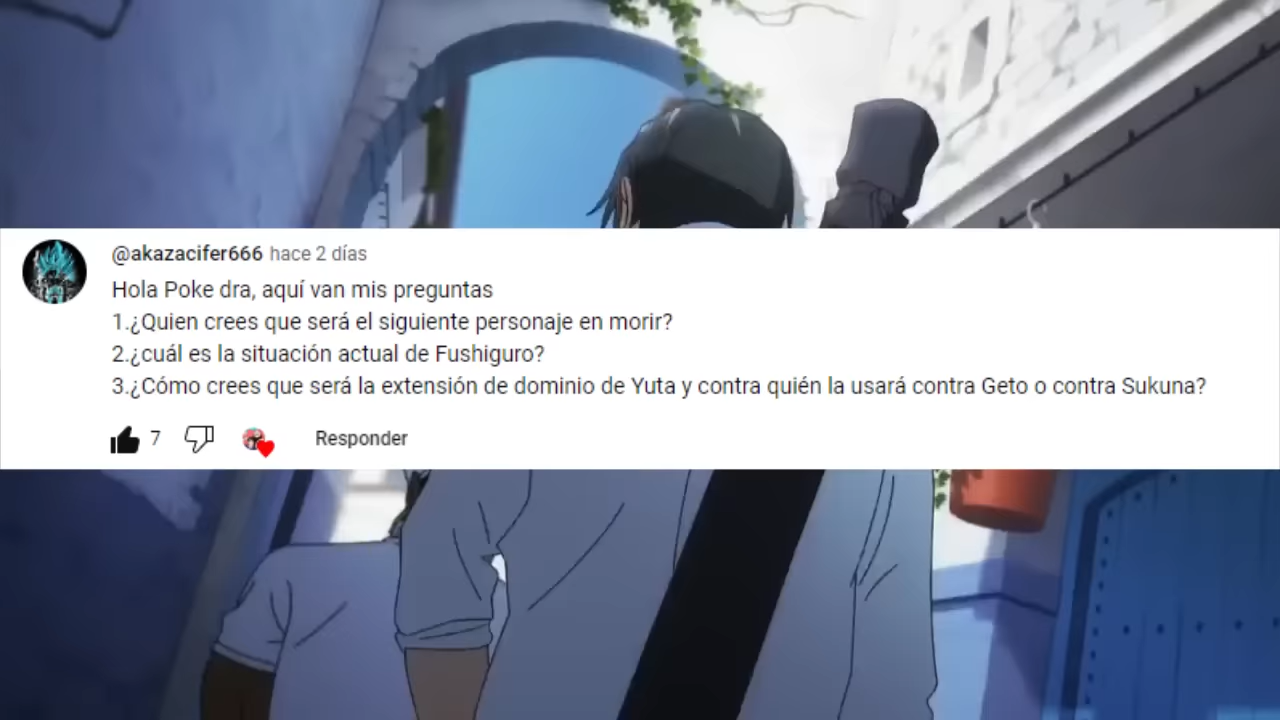 @akazacifer666 hace 2 días
Hola Poke dra, aquí van mis preguntas
1.¿Quien crees que será el siguiente personaje en morir?
2.¿cuál es la situación actual de Fushiguro?
3.¿Cómo crees que será la extensión de dominio de Yuta y contra quién la usará contra Geto o contra Sukuna?
7 Responder